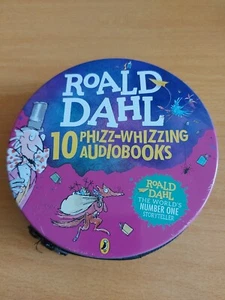 ROALD
DAHL
10 PHIZZ-WHIZZING
AUDIOBOOKS
ROALD
DAHL
THE WORLD'S
NUMBER ONE
STORYTELLER